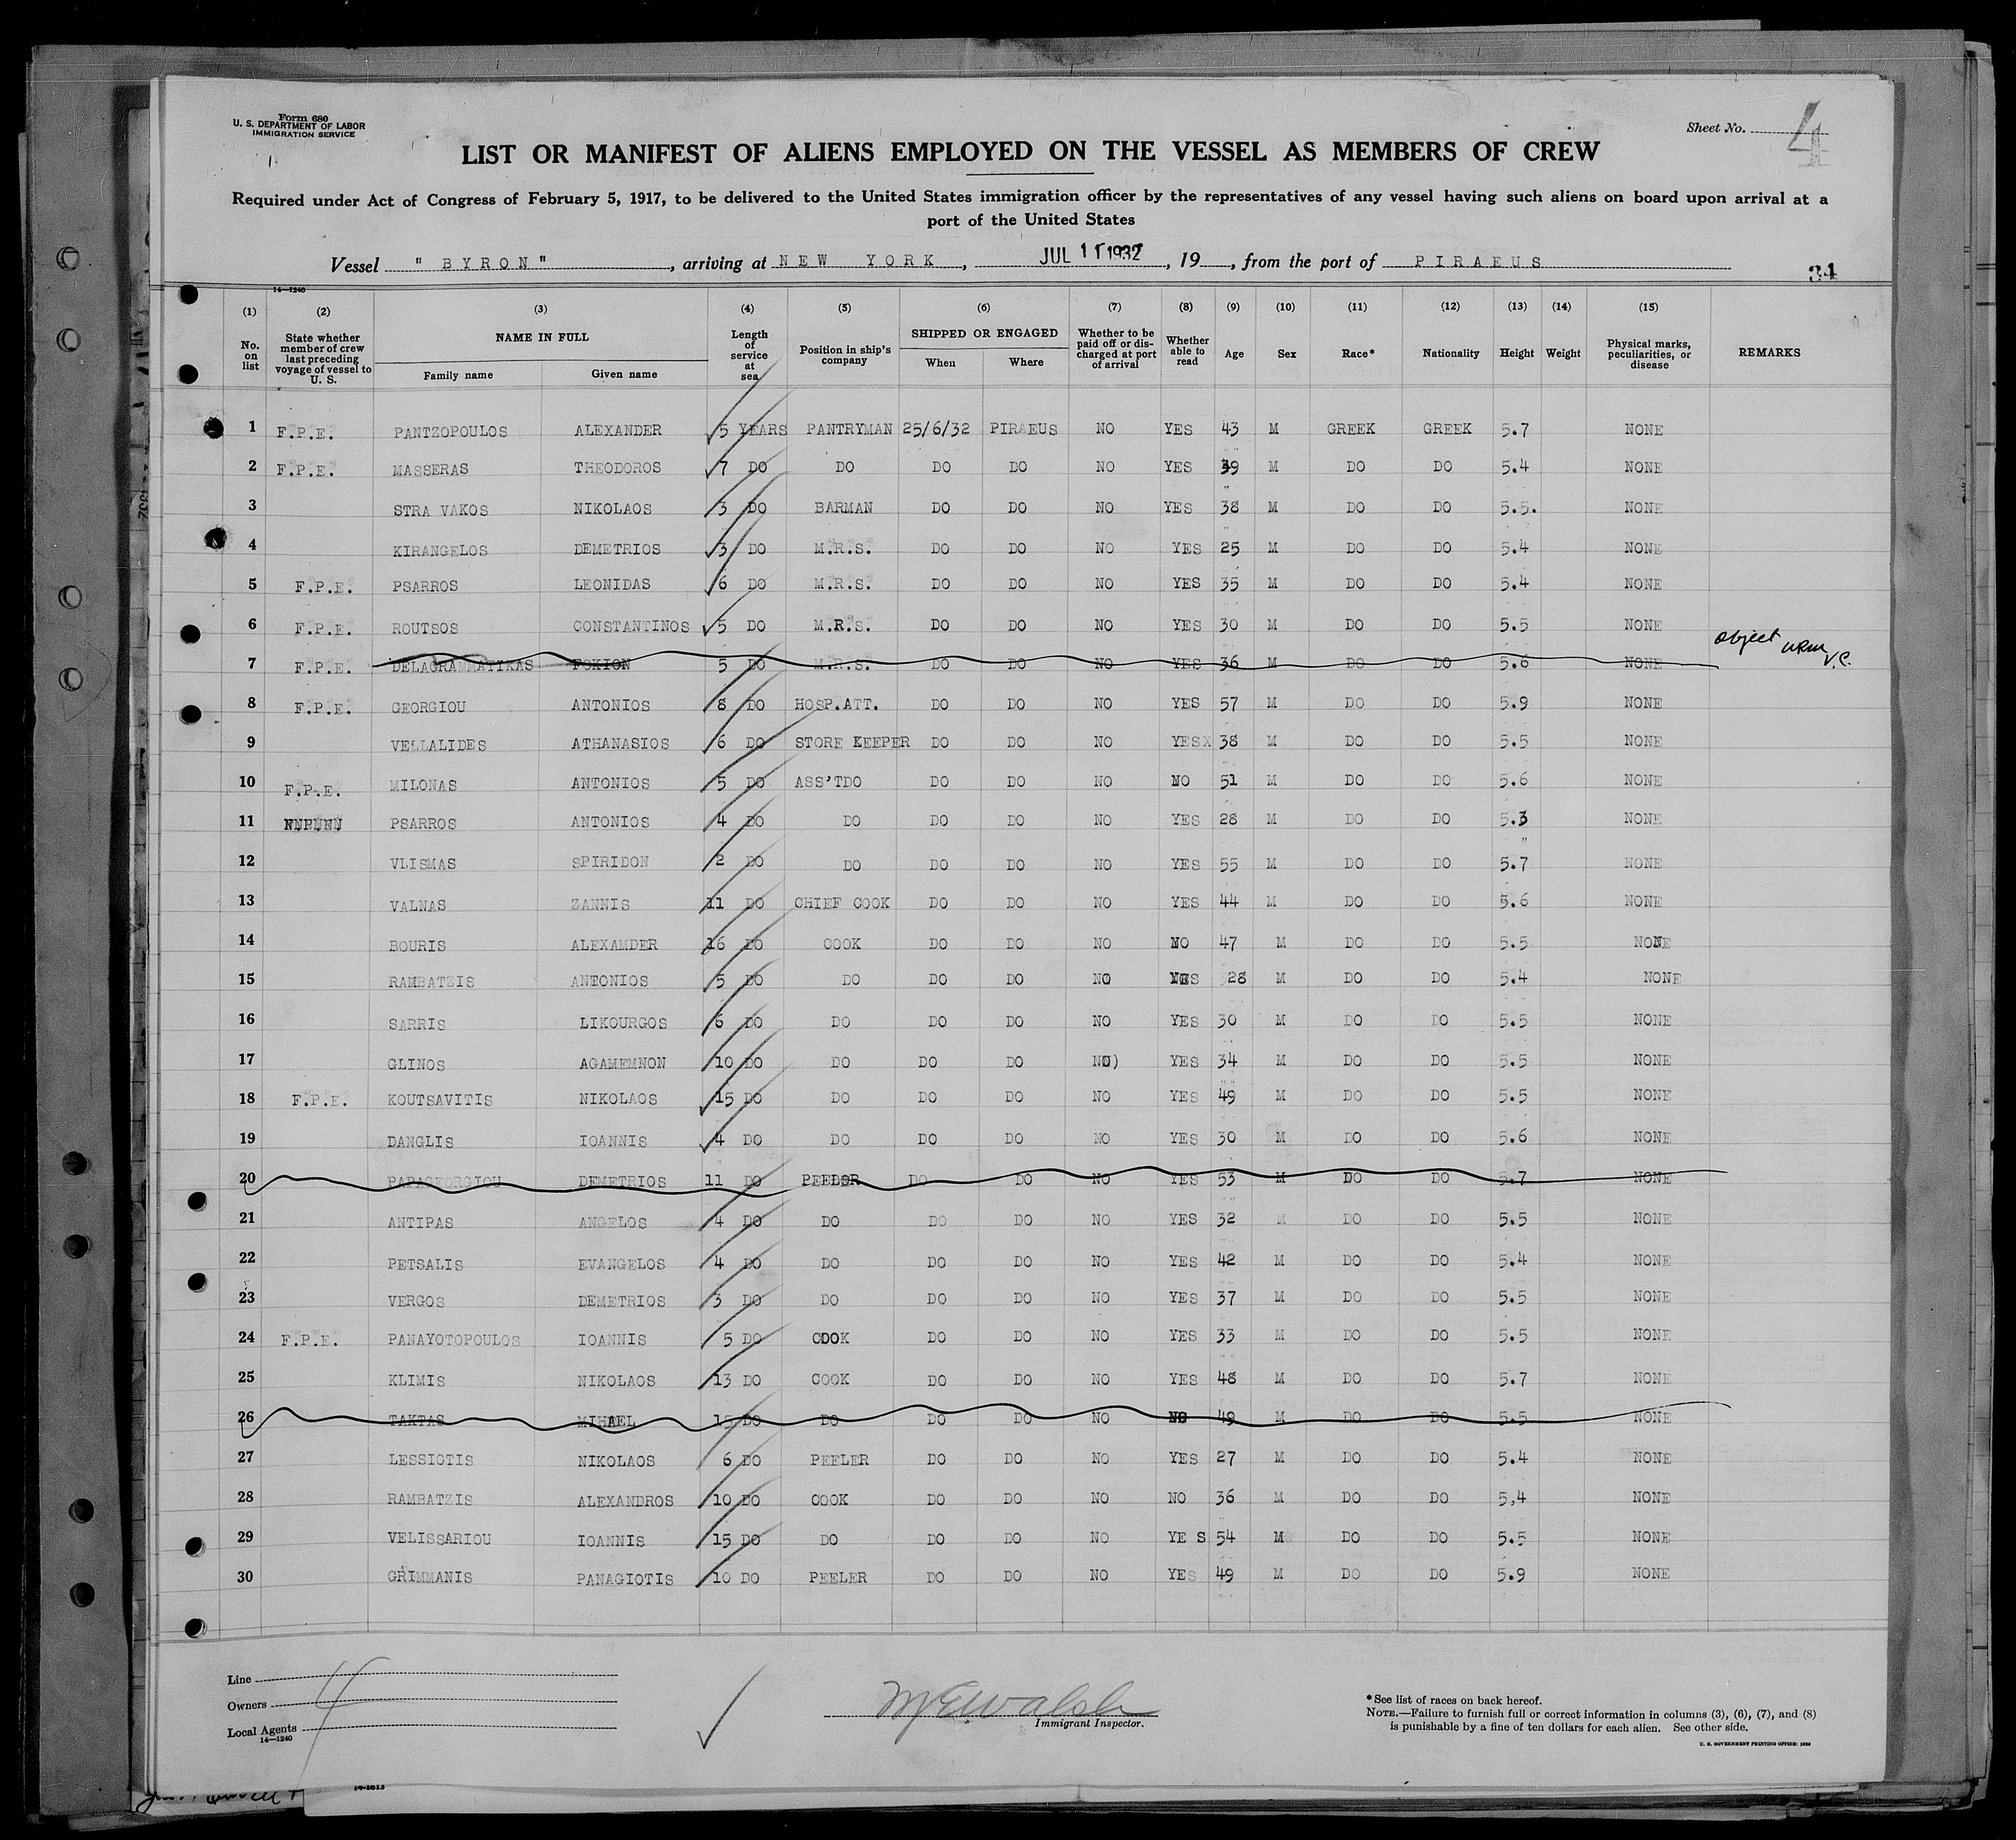 Form 680
U. S. DEPARTMENT OF LABOR
IMMIGRATION SERVICE
Sheet No. 4
LIST OR MANIFEST OF ALIENS EMPLOYED ON THE VESSEL AS MEMBERS OF CREW
Required under Act of Congress of February 5, 1917, to be delivered to the United States immigration officer by the representatives of any vessel having such aliens on board upon arrival at a
port of the United States
Vessel " BYRON ", arriving at NEW YORK, JUL 11 1932, 19, from the port of PIRAEUS
34
14—1240
(1) (2) (3) (4) (5) (6) (7) (8) (9) (10) (11) (12) (13) (14) (15)
No. on list State whether member of crew last preceding voyage of vessel to U. S. NAME IN FULL Family name Given name Length of service at sea Position in ship's company SHIPPED OR ENGAGED When Where Whether to be paid off or discharged at port of arrival Whether able to read Age Sex Race* Nationality Height Weight Physical marks, peculiarities, or disease REMARKS
1 F.P.E. PANTZOPOULOS ALEXANDER 5 YEARS PANTRYMAN 25/6/32 PIRAEUS NO YES 43 M GREEK GREEK 5.7 NONE
2 F.P.E. MASSERAS THEODOROS 7 DO DO DO DO NO YES 39 M DO DO 5.4 NONE
3 STRA VAKOS NIKOLAOS 3 DO BARMAN DO DO NO YES 38 M DO DO 5.5. NONE
4 KIRANGELOS DEMETRIOS 3 DO M.R.S. DO DO NO YES 25 M DO DO 5.4 NONE
5 F.P.E. PSARROS LEONIDAS 6 DO M.R.S. DO DO NO YES 35 M DO DO 5.4 NONE
6 F.P.E. ROUTSOS CONSTANTINOS 5 DO M.R.S. DO DO NO YES 30 M DO DO 5.5 NONE
7 F.P.E. DELAGRAMMATIKAS FOKION 5 DO M.R.S. DO DO NO YES 36 M DO DO 5.6 NONE object V.C.
8 F.P.E. GEORGIOU ANTONIOS 8 DO HOSP.ATT. DO DO NO YES 57 M DO DO 5.9 NONE
9 VELLALIDES ATHANASIOS 6 DO STORE KEEPER DO DO NO YESX 38 M DO DO 5.5 NONE
10 F.P.E. MILONAS ANTONIOS 5 DO ASS'TDO DO DO NO NO 51 M DO DO 5.6 NONE
11 PSARROS ANTONIOS 4 DO DO DO DO NO YES 28 M DO DO 5.3 NONE
12 VLISMAS SPIRIDON 2 DO DO DO DO NO YES 55 M DO DO 5.7 NONE
13 VALNAS ZANNIS 11 DO CHIEF COOK DO DO NO YES 44 M DO DO 5.6 NONE
14 BOURIS ALEXAMDER 16 DO COOK DO DO NO NO 47 M DO DO 5.5 NONE
15 RAMBATZIS ANTONIOS 5 DO DO DO DO NO YES 28 M DO DO 5.4 NONE
16 SARRIS LIKOURGOS 6 DO DO DO DO NO YES 30 M DO DO 5.5 NONE
17 GLINOS AGAMEMNON 10 DO DO DO DO NO) YES 34 M DO DO 5.5 NONE
18 F.P.E. KOUTSAVITIS NIKOLAOS 15 DO DO DO DO NO YES 49 M DO DO 5.5 NONE
19 DANGLIS IOANNIS 4 DO DO DO DO NO YES 30 M DO DO 5.6 NONE
20 PAPAGEORGIOU DEMETRIOS 11 DO PEELER DO DO NO YES 53 M DO DO 5.7 NONE
21 ANTIPAS ANGELOS 4 DO DO DO DO NO YES 32 M DO DO 5.5 NONE
22 PETSALIS EVANGELOS 4 DO DO DO DO NO YES 42 M DO DO 5.4 NONE
23 VERGOS DEMETRIOS 3 DO DO DO DO NO YES 37 M DO DO 5.5 NONE
24 F.P.E. PANAYOTOPOULOS IOANNIS 5 DO COOK DO DO NO YES 33 M DO DO 5.5 NONE
25 KLIMIS NIKOLAOS 13 DO COOK DO DO NO YES 48 M DO DO 5.7 NONE
26 TAKTAS MIHAEL DO DO DO DO NO NO 49 M DO DO 5.5 NONE
27 LESSIOTIS NIKOLAOS 6 DO PEELER DO DO NO YES 27 M DO DO 5.4 NONE
28 RAMBATZIS ALEXANDROS 10 DO COOK DO DO NO NO 36 M DO DO 5,4 NONE
29 VELISSARIOU IOANNIS 15 DO DO DO DO NO YE S 54 M DO DO 5.5 NONE
30 GRIMMANIS PANAGIOTIS 10 DO PEELER DO DO NO YES 49 M DO DO 5.9 NONE
Line
Owners
Local Agents
14—1240
4
M E Walsh
Immigrant Inspector.
*See list of races on back hereof.
NOTE.—Failure to furnish full or correct information in columns (3), (6), (7), and (8)
is punishable by a fine of ten dollars for each alien. See other side.